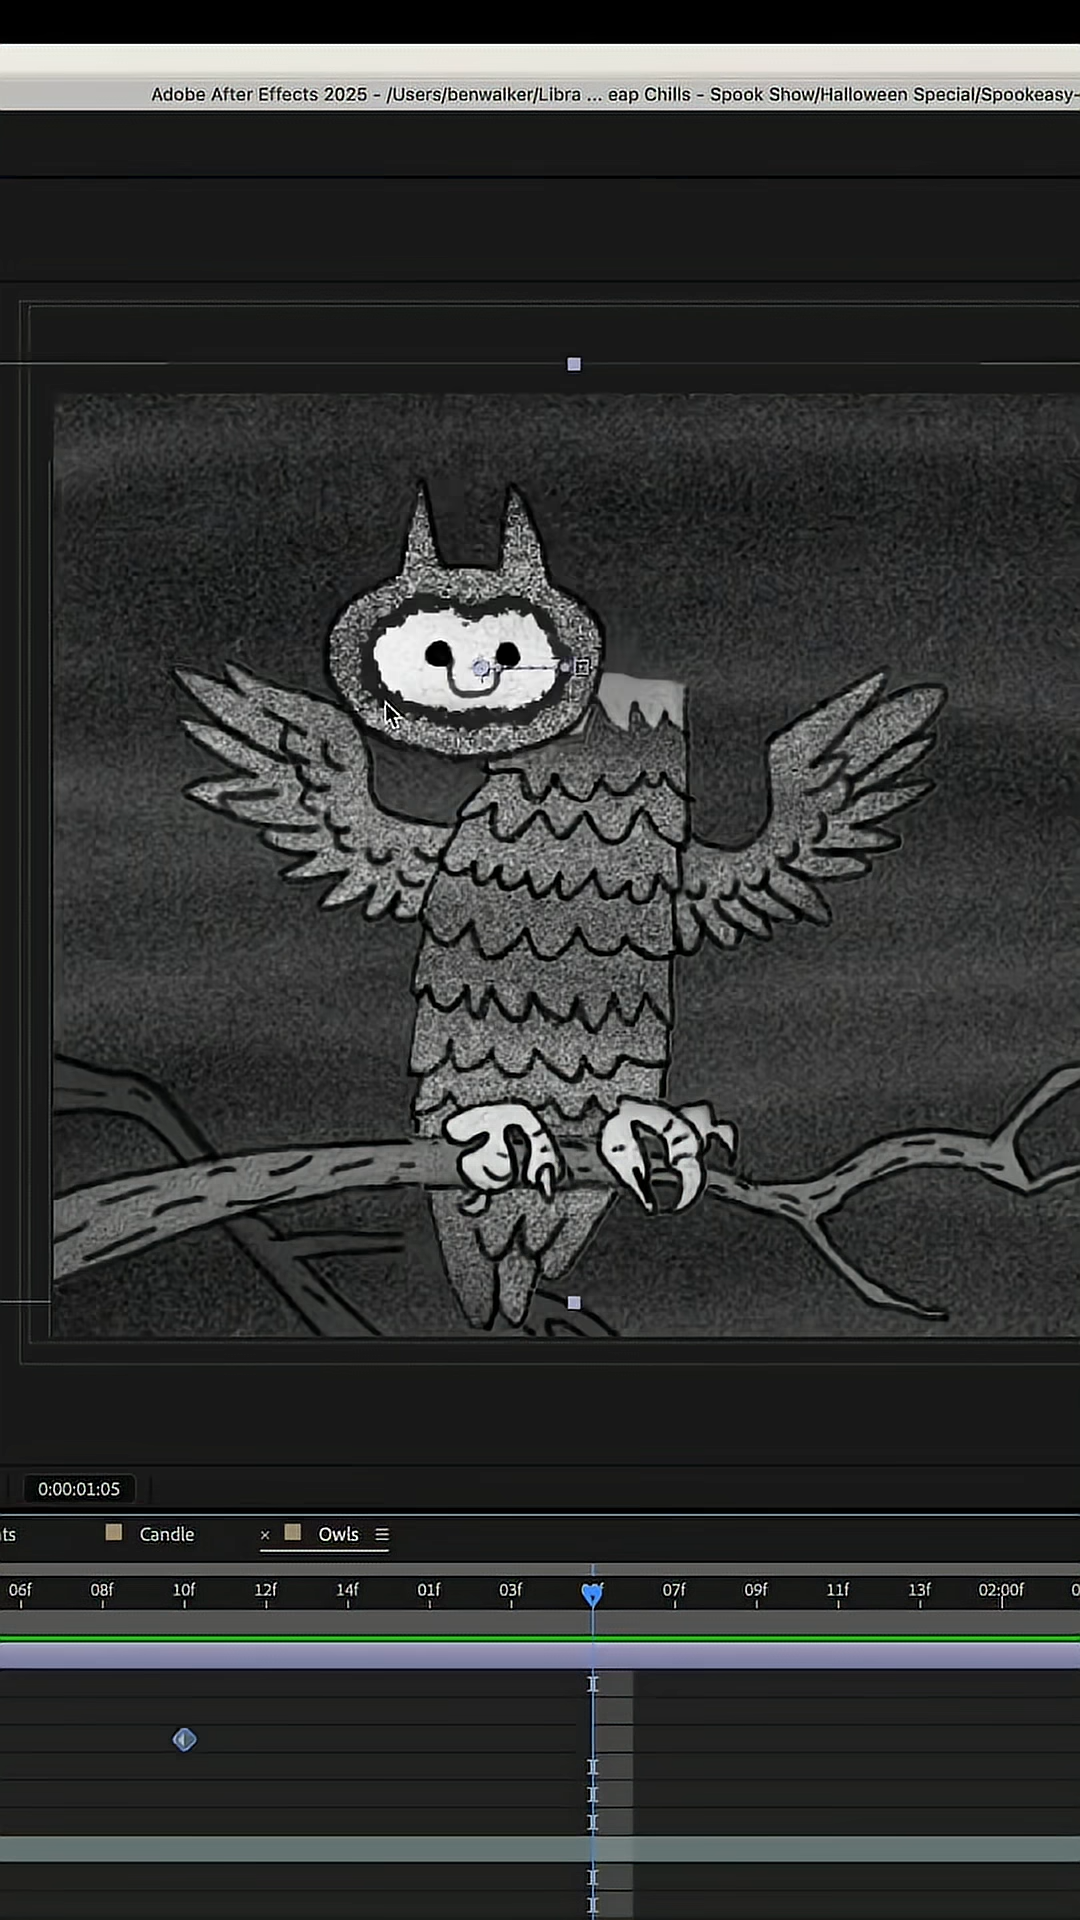 Adobe After Effects 2025 - /Users/benwalker/Libra ... eap Chills - Spook Show/Halloween Special/Spookeasy-
0:00:01:05
Candle
× Owls
06f 08f 10f 12f 14f 01f 03f 07f 09f 11f 13f 02:00f